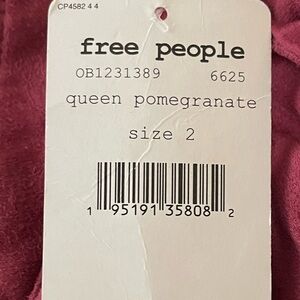 CP4582 4 4
free people
OB1231389 6625
queen pomegranate
size 2
1 95191 35808 2